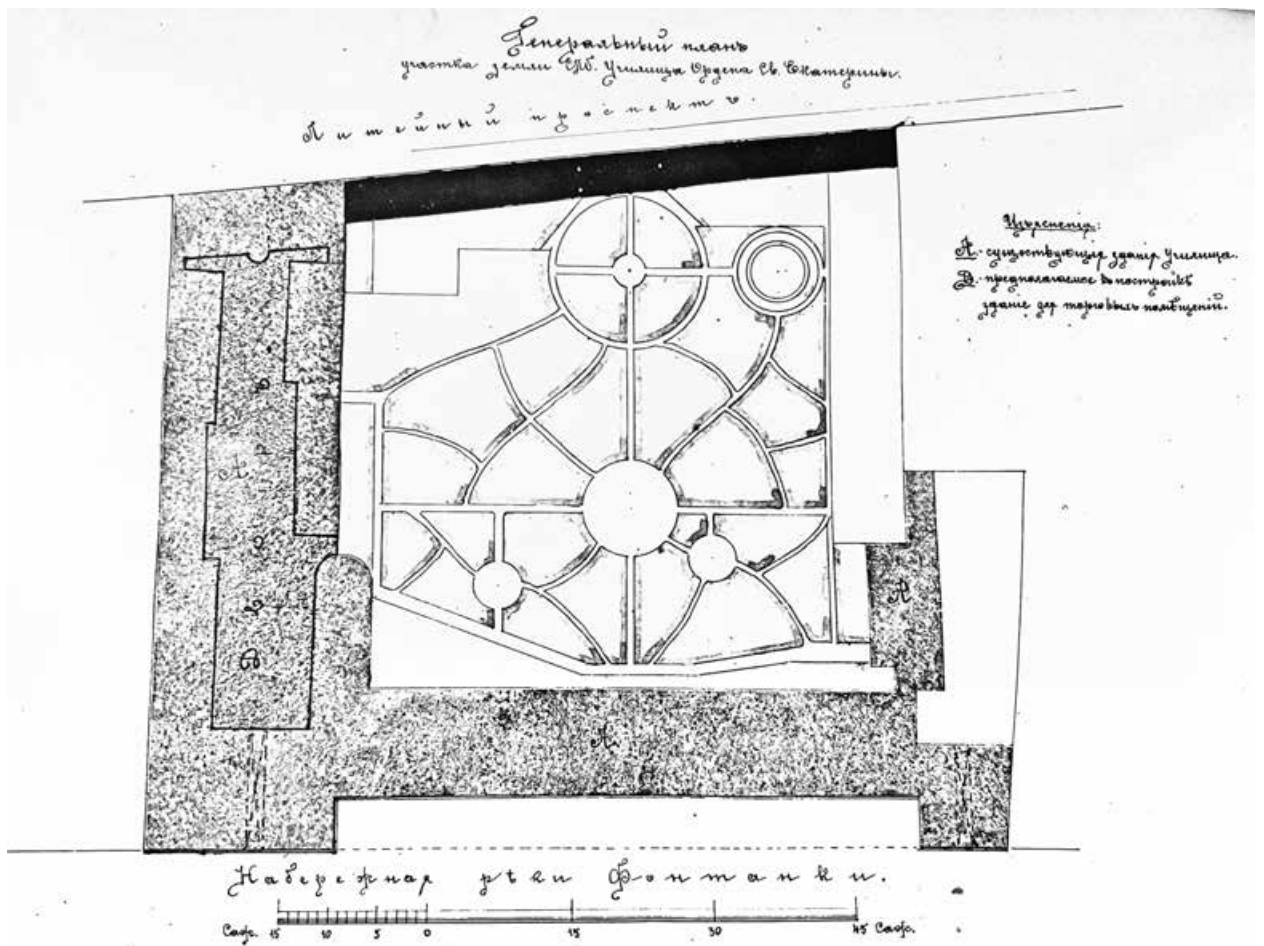 Генеральный планъ
участка земли СПб. Училища Ордена Св. Екатерины.
Литейный проспектъ.
Изъясненія:
А. существующія зданія Училища.
В. предполагаемое къ постройкѣ
зданіе для торговыхъ помѣщеній.
А
А
А
Набережная рѣки Фонтанки.
Саж. 15 10 5 0 15 30 45 Саж.